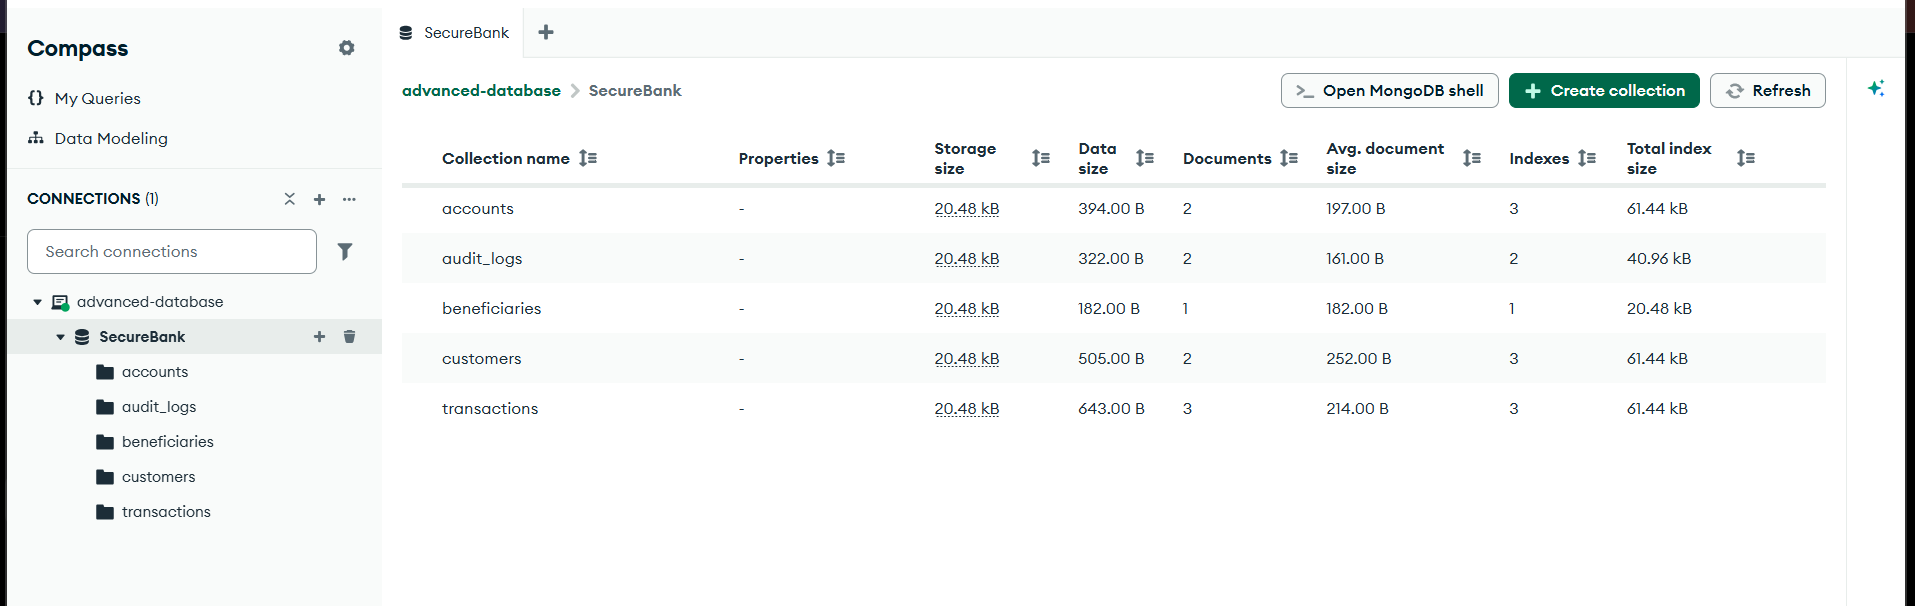 SecureBank
Compass
My Queries
Data Modeling
CONNECTIONS (1)
Search connections
advanced-database
SecureBank
accounts
audit_logs
beneficiaries
customers
transactions
advanced-database > SecureBank
>_ Open MongoDB shell
+ Create collection
Refresh
Collection name Properties Storage size Data size Documents Avg. document size Indexes Total index size
accounts - 20.48 kB 394.00 B 2 197.00 B 3 61.44 kB
audit_logs - 20.48 kB 322.00 B 2 161.00 B 2 40.96 kB
beneficiaries - 20.48 kB 182.00 B 1 182.00 B 1 20.48 kB
customers - 20.48 kB 505.00 B 2 252.00 B 3 61.44 kB
transactions - 20.48 kB 643.00 B 3 214.00 B 3 61.44 kB